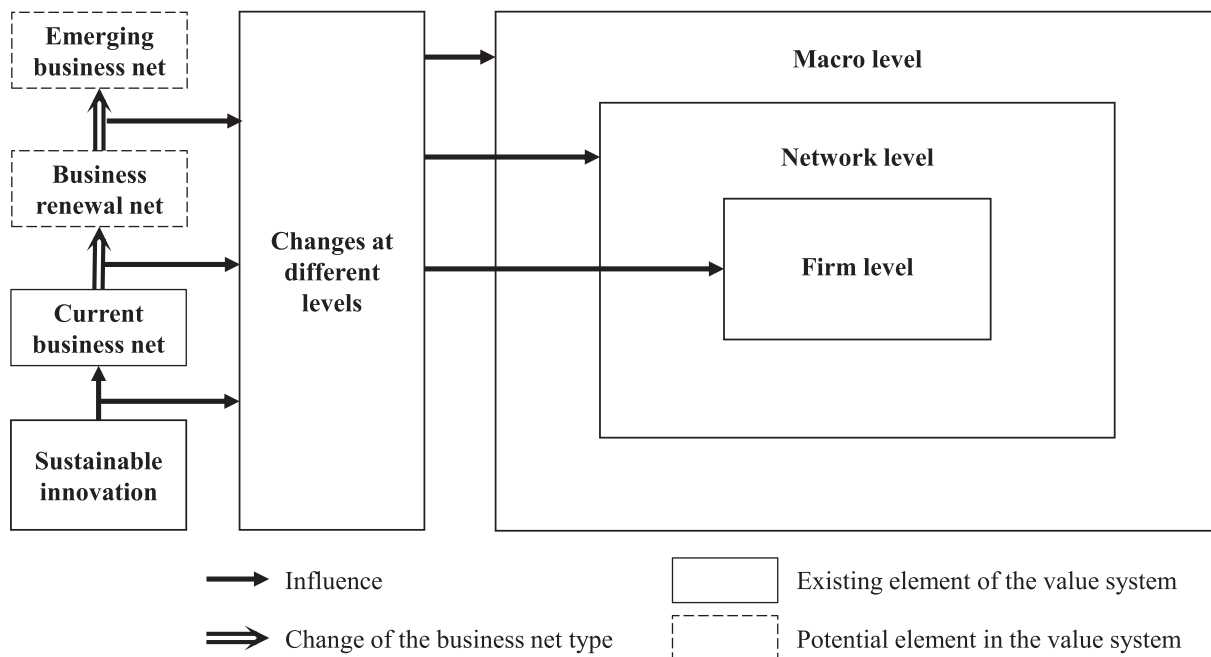 Emerging
business net
Business
renewal net
Current
business net
Sustainable
innovation
Changes at
different
levels
Macro level
Network level
Firm level
Influence
Change of the business net type
Existing element of the value system
Potential element in the value system